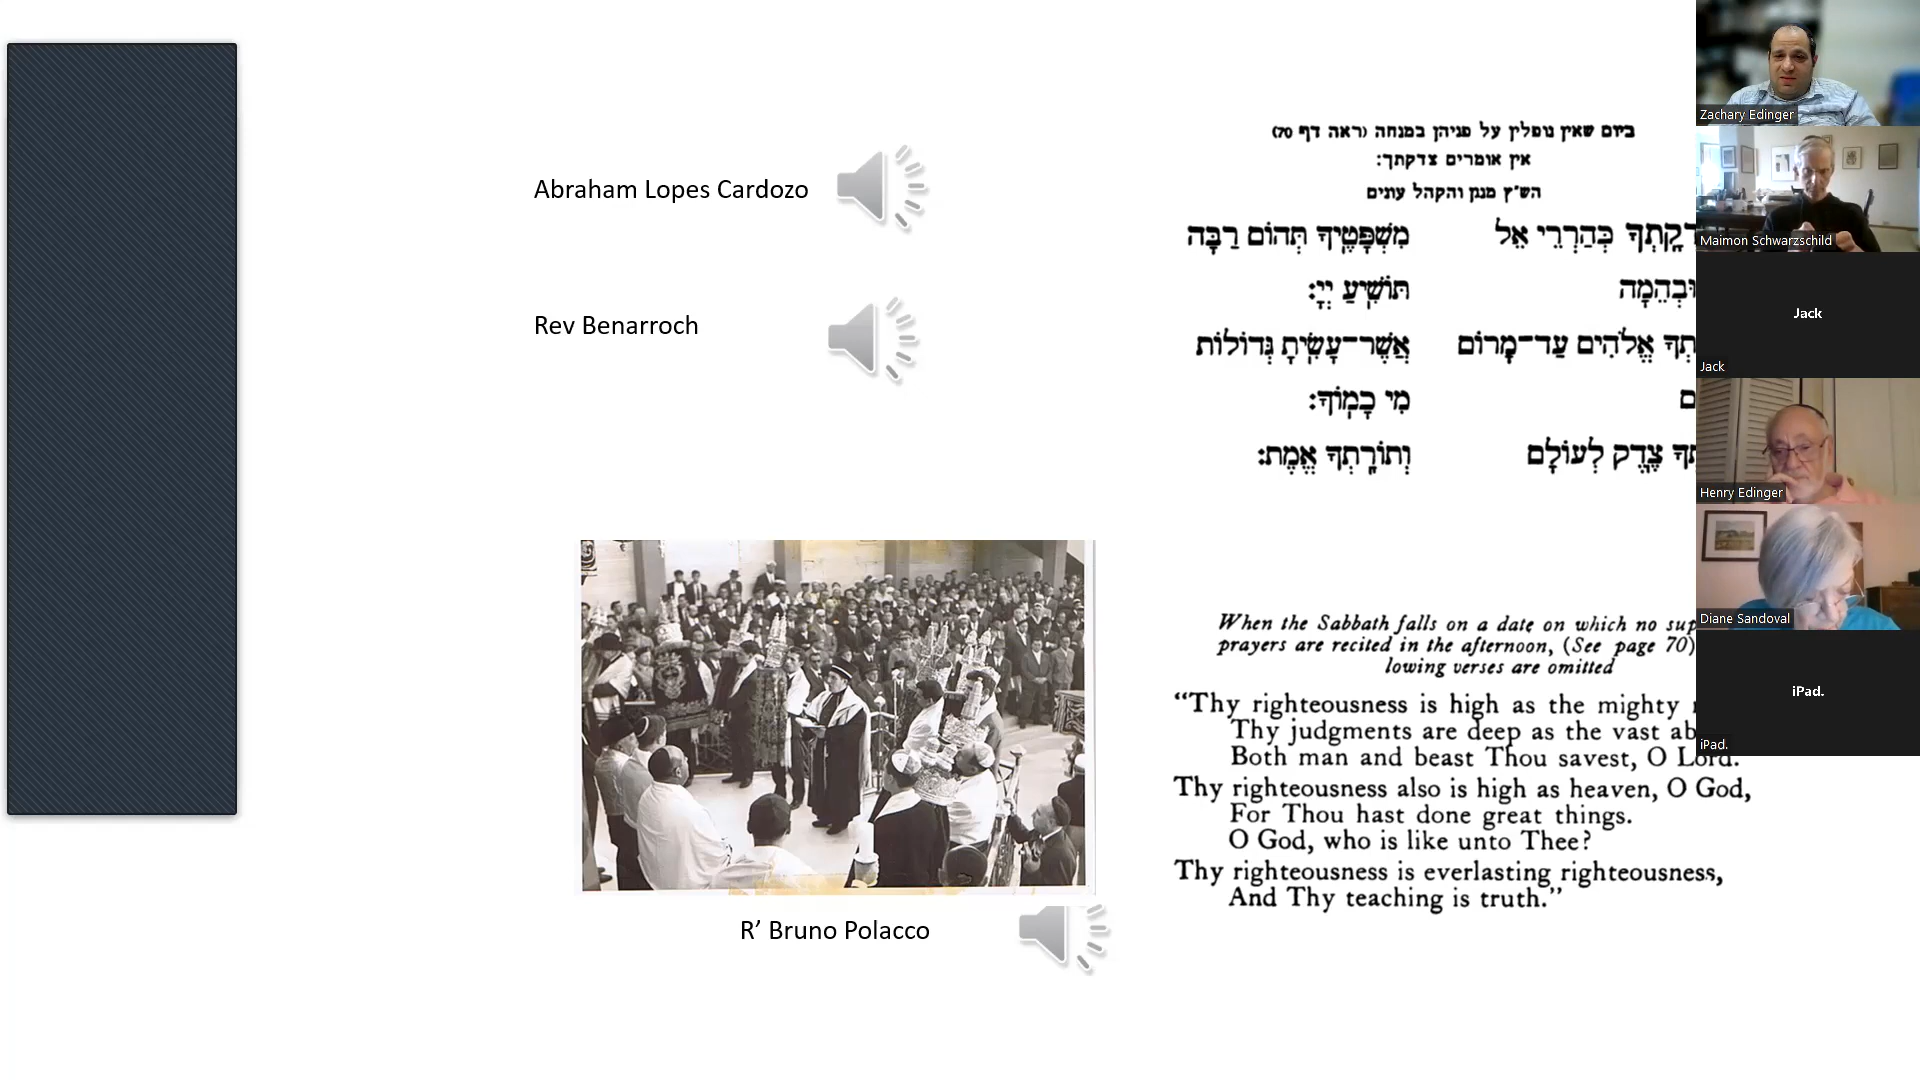 Abraham Lopes Cardozo
Rev Benarroch
R’ Bruno Polacco
ביום שאין נופלין על פניהן במנחה (ראה דף 70)
אין אומרים צדקתך:
הש״ץ מנגן והקהל עונים
דְקָתְךָ כְּהַרְרֵי אֵל מִשְׁפָּטֶיךָ תְּהוֹם רַבָּה
וּבְהֵמָה תּוֹשִׁיעַ יְיָ:
תְךָ אֱלֹהִים עַד־מָרוֹם אֲשֶׁר־עָשִׂיתָ גְּדוֹלוֹת
ם מִי כָמוֹךָ:
תְךָ צֶדֶק לְעוֹלָם וְתוֹרָתְךָ אֱמֶת:
When the Sabbath falls on a date on which no sup
prayers are recited in the afternoon, (See page 70)
lowing verses are omitted
“Thy righteousness is high as the mighty
Thy judgments are deep as the vast ab
Both man and beast Thou savest, O Lord.
Thy righteousness also is high as heaven, O God,
For Thou hast done great things.
O God, who is like unto Thee?
Thy righteousness is everlasting righteousness,
And Thy teaching is truth.”
Zachary Edinger
Maimon Schwarzschild
Jack
Jack
Henry Edinger
Diane Sandoval
iPad.
iPad.